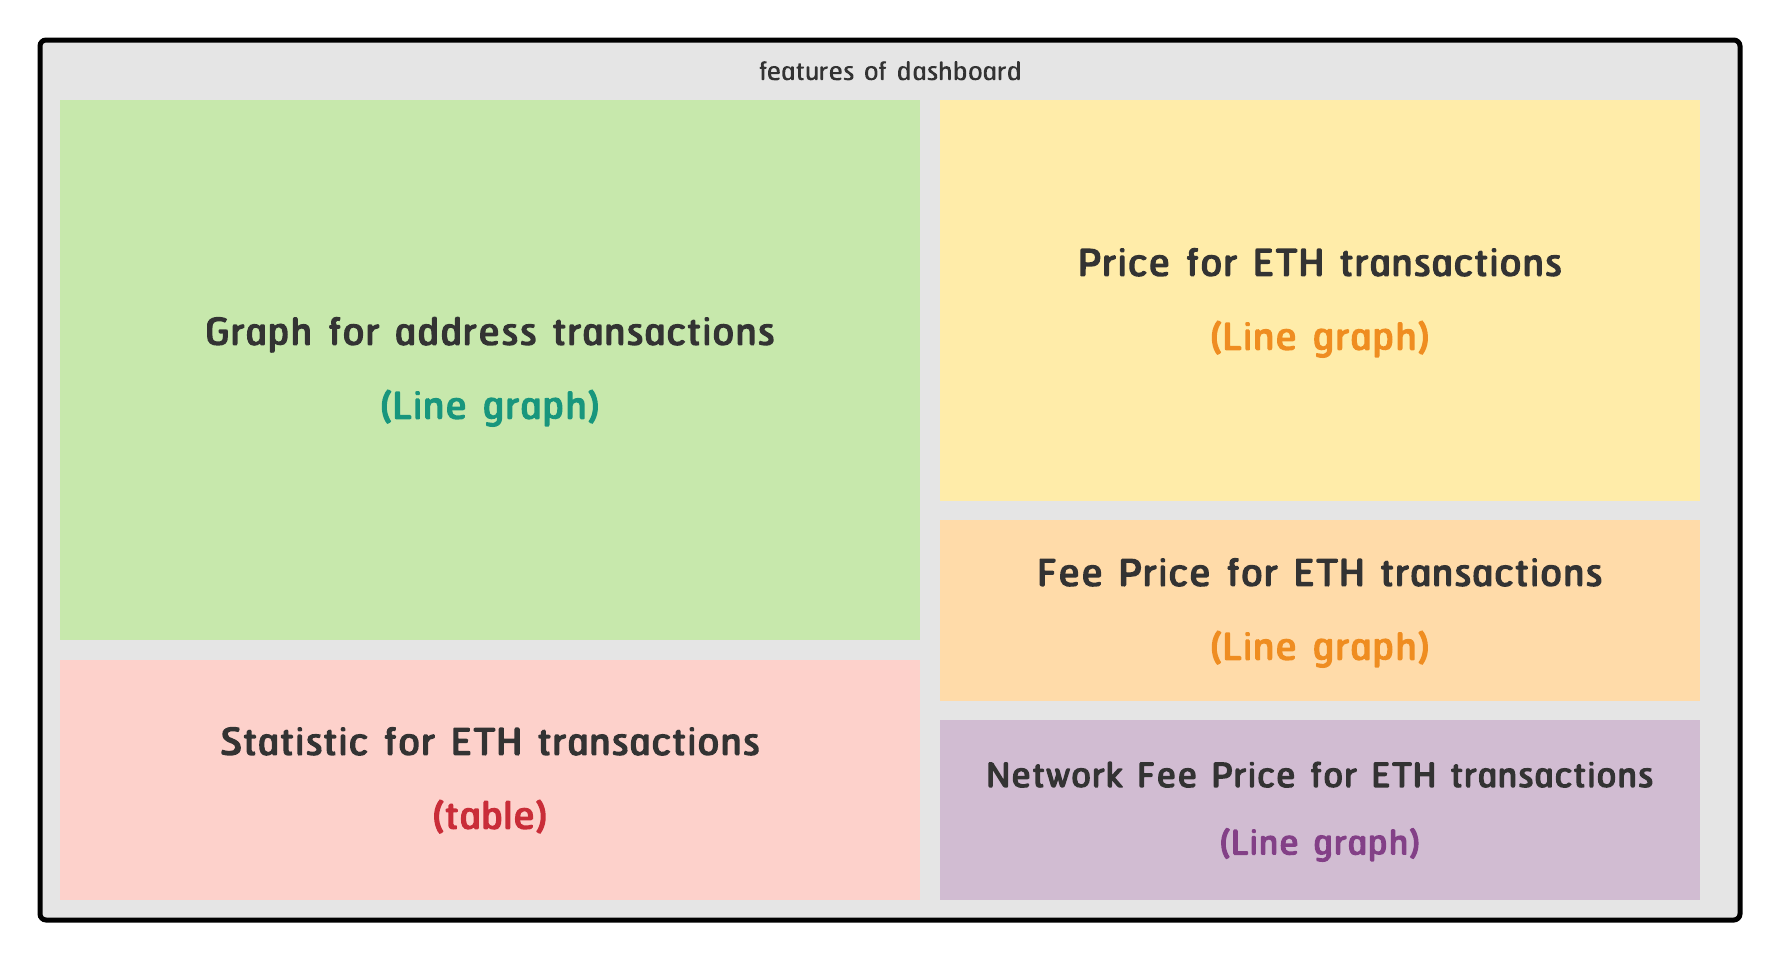 features of dashboard
Graph for address transactions
(Line graph)
Statistic for ETH transactions
(table)
Price for ETH transactions
(Line graph)
Fee Price for ETH transactions
(Line graph)
Network Fee Price for ETH transactions
(Line graph)